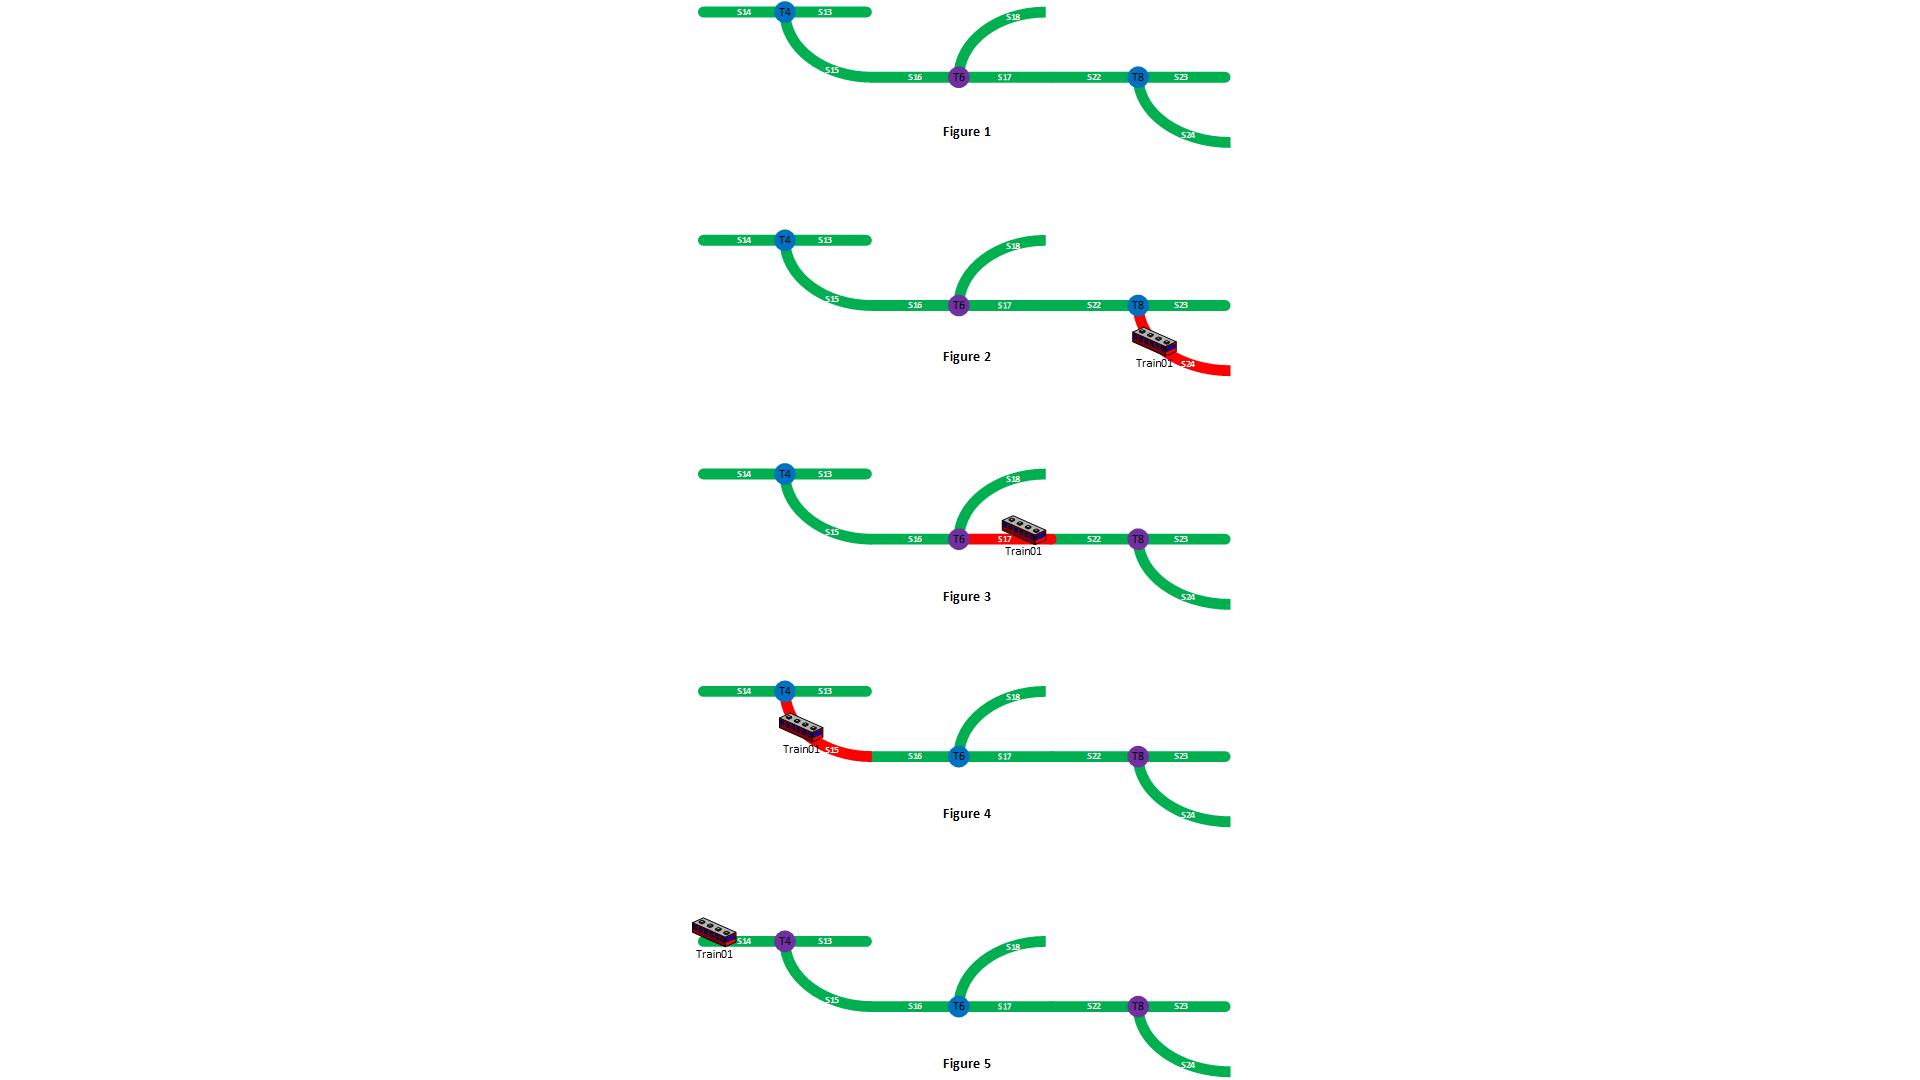 S14 T4 S13 S18
S15 S16 T6 S17 S22 T8 S23
S24
Figure 1
S14 T4 S13 S18
S15 S16 T6 S17 S22 T8 S23
Train01 S24
Figure 2
S14 T4 S13 S18
S15 S16 T6 S17 S22 T8 S23
Train01
S24
Figure 3
S14 T4 S13 S18
Train01 S15 S16 T6 S17 S22 T8 S23
S24
Figure 4
S14 T4 S13 S18
Train01
S15 S16 T6 S17 S22 T8 S23
S24
Figure 5